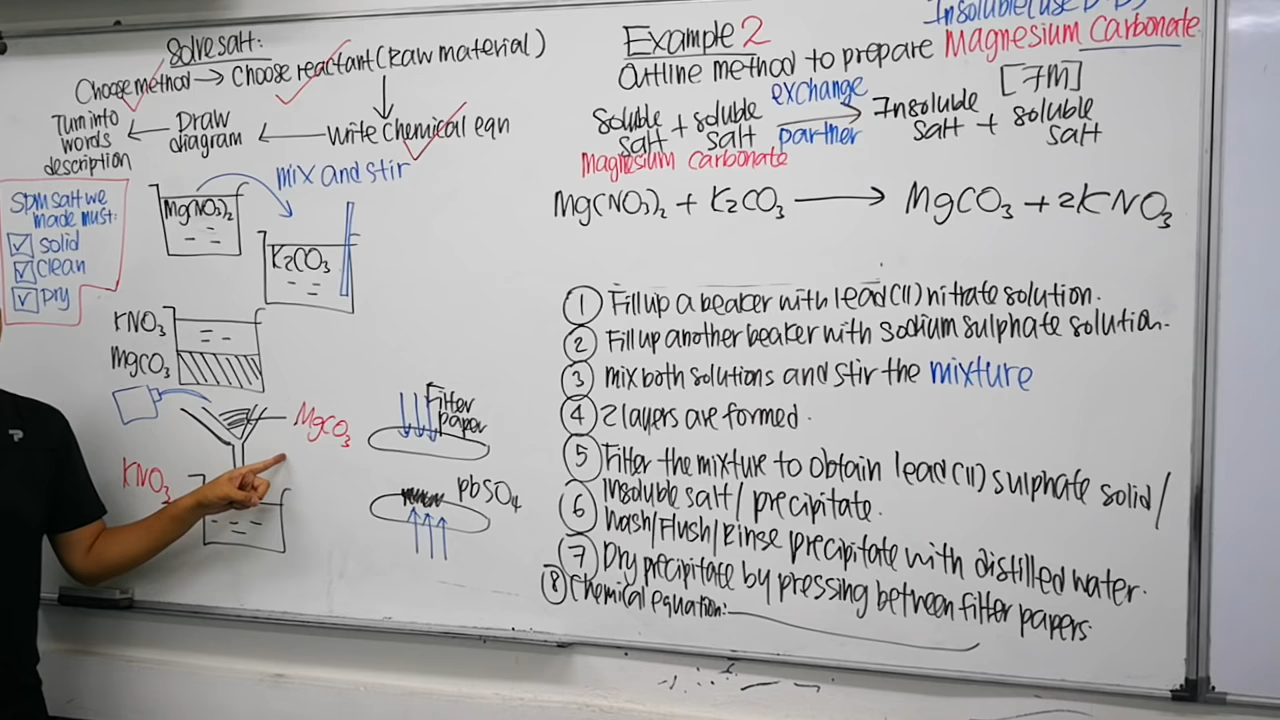 Solve salt:
Choose method → Choose reactant (Raw material)
Write chemical eqn
Draw diagram
Turn into words description
SPM salt we made must:
☑ solid
☑ clean
☑ Dry
mix and stir
Mg(NO3)2
K2CO3
KNO3
MgCO3
MgCO3
KNO3
Filter paper
PbSO4
Insoluble (use
Example 2
Outline method to prepare Magnesium Carbonate
[7M]
Soluble salt + soluble salt exchange partner → Insoluble salt + soluble salt
Magnesium carbonate
Mg(NO3)2 + K2CO3 → MgCO3 + 2KNO3
① Fill up a beaker with lead(II) nitrate solution.
② Fill up another beaker with sodium sulphate solution.
③ mix both solutions and stir the mixture
④ 2 layers are formed.
⑤ Filter the mixture to obtain lead(II) sulphate solid/
Insoluble salt/precipitate.
⑥ Wash/Flush/Rinse precipitate with distilled water.
⑦ Dry precipitate by pressing between filter papers
⑧ Chemical equation: